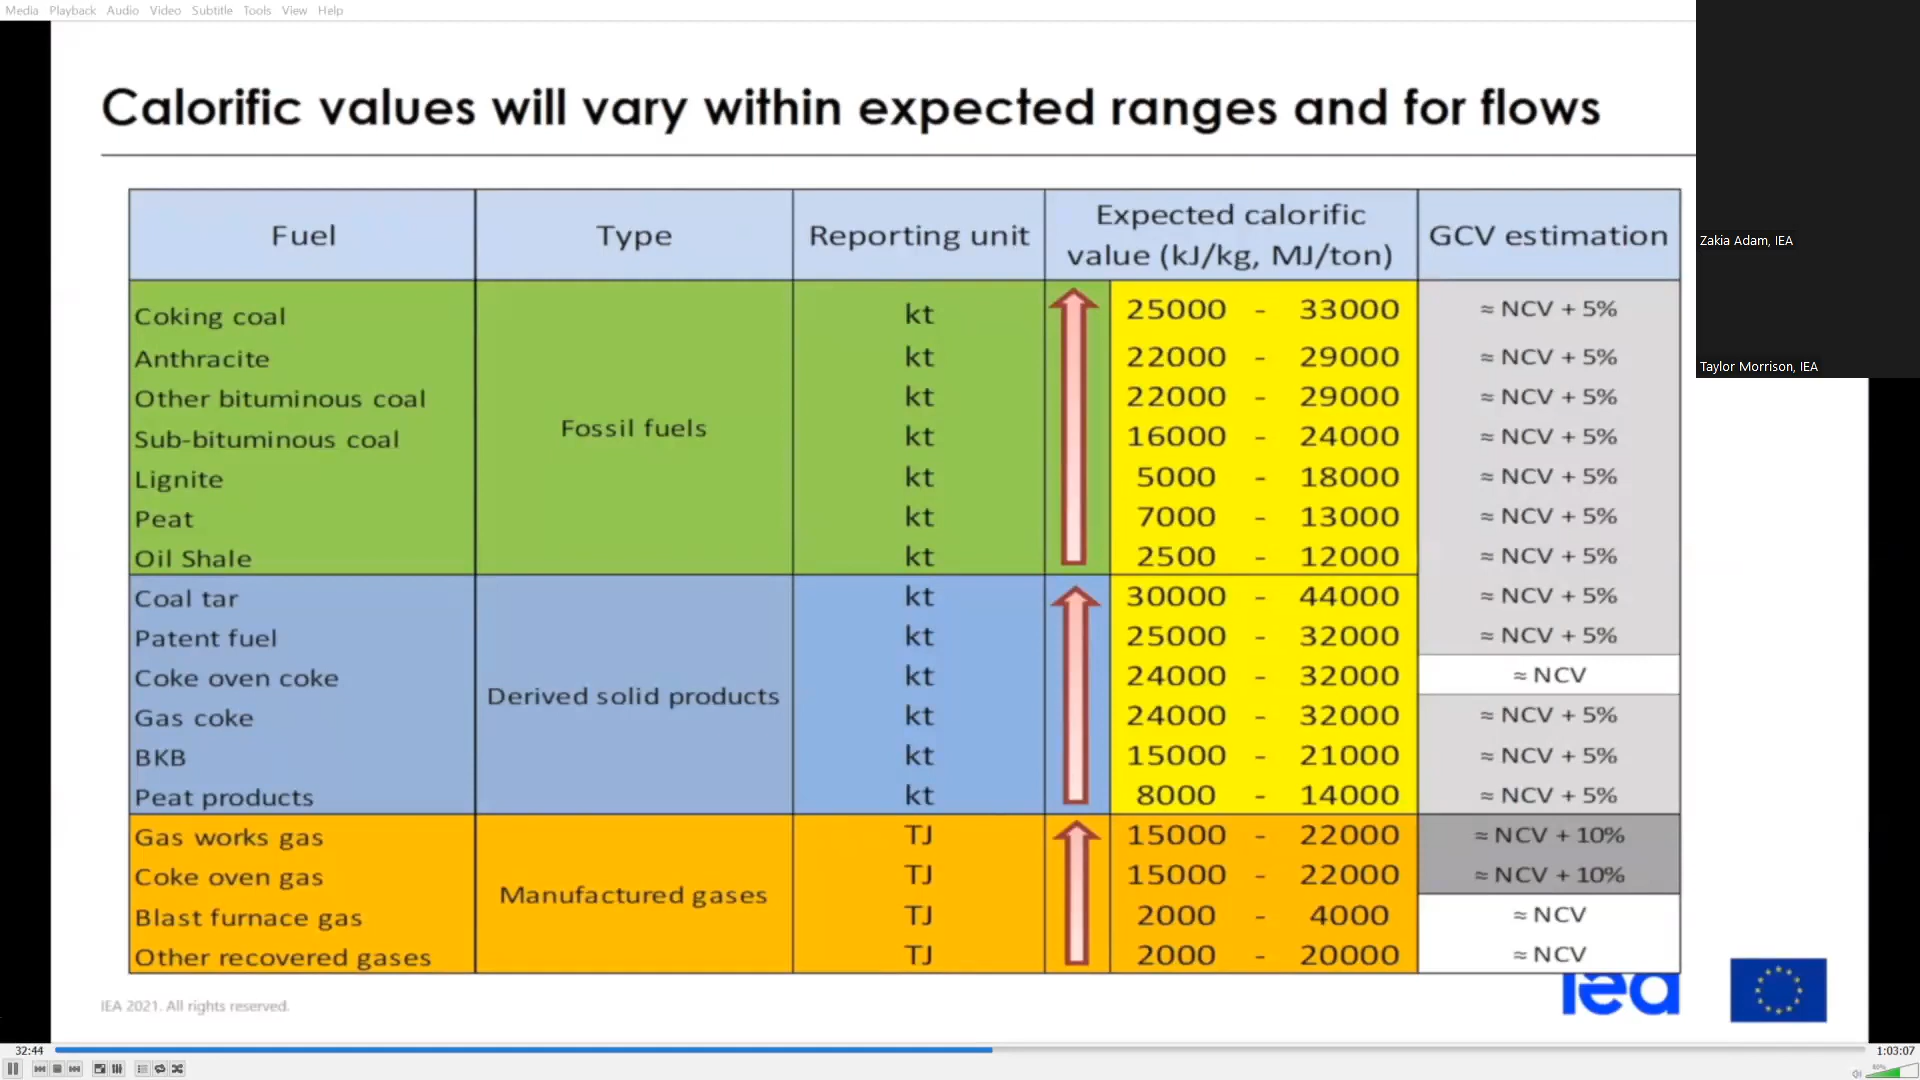 Media Playback Audio Video Subtitle Tools View Help
Calorific values will vary within expected ranges and for flows
Fuel Type Reporting unit Expected calorific value (kJ/kg, MJ/ton) GCV estimation
Coking coal kt 25000 - 33000 ≈ NCV + 5%
Anthracite kt 22000 - 29000 ≈ NCV + 5%
Other bituminous coal kt 22000 - 29000 ≈ NCV + 5%
Fossil fuels
Sub-bituminous coal kt 16000 - 24000 ≈ NCV + 5%
Lignite kt 5000 - 18000 ≈ NCV + 5%
Peat kt 7000 - 13000 ≈ NCV + 5%
Oil Shale kt 2500 - 12000 ≈ NCV + 5%
Coal tar kt 30000 - 44000 ≈ NCV + 5%
Patent fuel kt 25000 - 32000 ≈ NCV + 5%
Coke oven coke kt 24000 - 32000 ≈ NCV
Derived solid products
Gas coke kt 24000 - 32000 ≈ NCV + 5%
BKB kt 15000 - 21000 ≈ NCV + 5%
Peat products kt 8000 - 14000 ≈ NCV + 5%
Gas works gas TJ 15000 - 22000 ≈ NCV + 10%
Coke oven gas TJ 15000 - 22000 ≈ NCV + 10%
Manufactured gases
Blast furnace gas TJ 2000 - 4000 ≈ NCV
Other recovered gases TJ 2000 - 20000 ≈ NCV
Zakia Adam, IEA
Taylor Morrison, IEA
IEA 2021. All rights reserved.
iea
32:44
1:03:07
80%